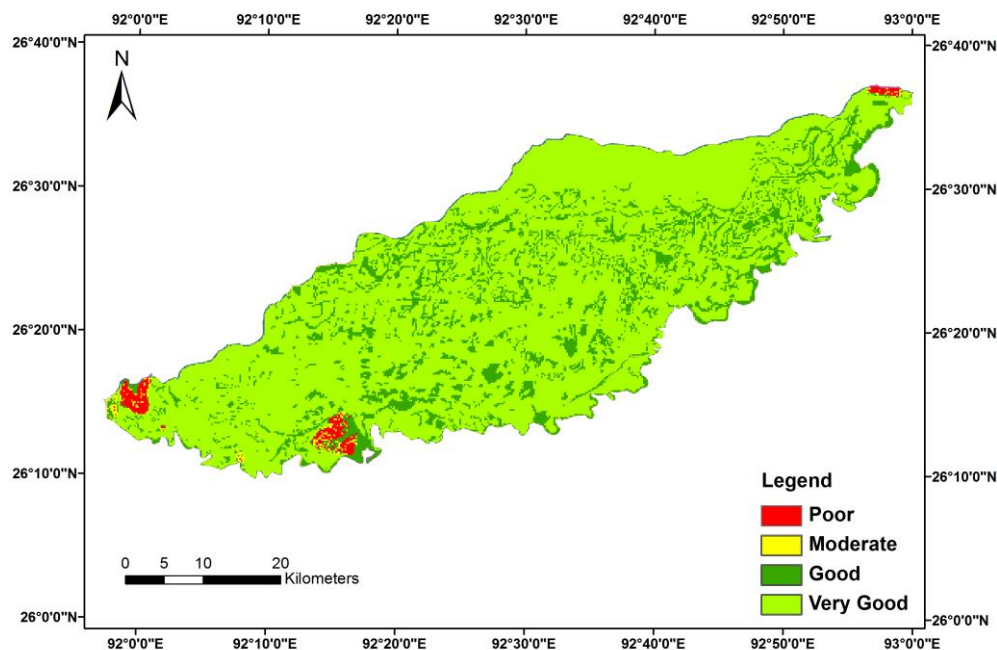 92°0'0"E 92°10'0"E 92°20'0"E 92°30'0"E 92°40'0"E 92°50'0"E 93°0'0"E
26°40'0"N 26°40'0"N
N
26°30'0"N 26°30'0"N
26°20'0"N 26°20'0"N
26°10'0"N 26°10'0"N
Legend
Poor
Moderate
Good
Very Good
0 5 10 20
Kilometers
26°0'0"N 26°0'0"N
92°0'0"E 92°10'0"E 92°20'0"E 92°30'0"E 92°40'0"E 92°50'0"E 93°0'0"E